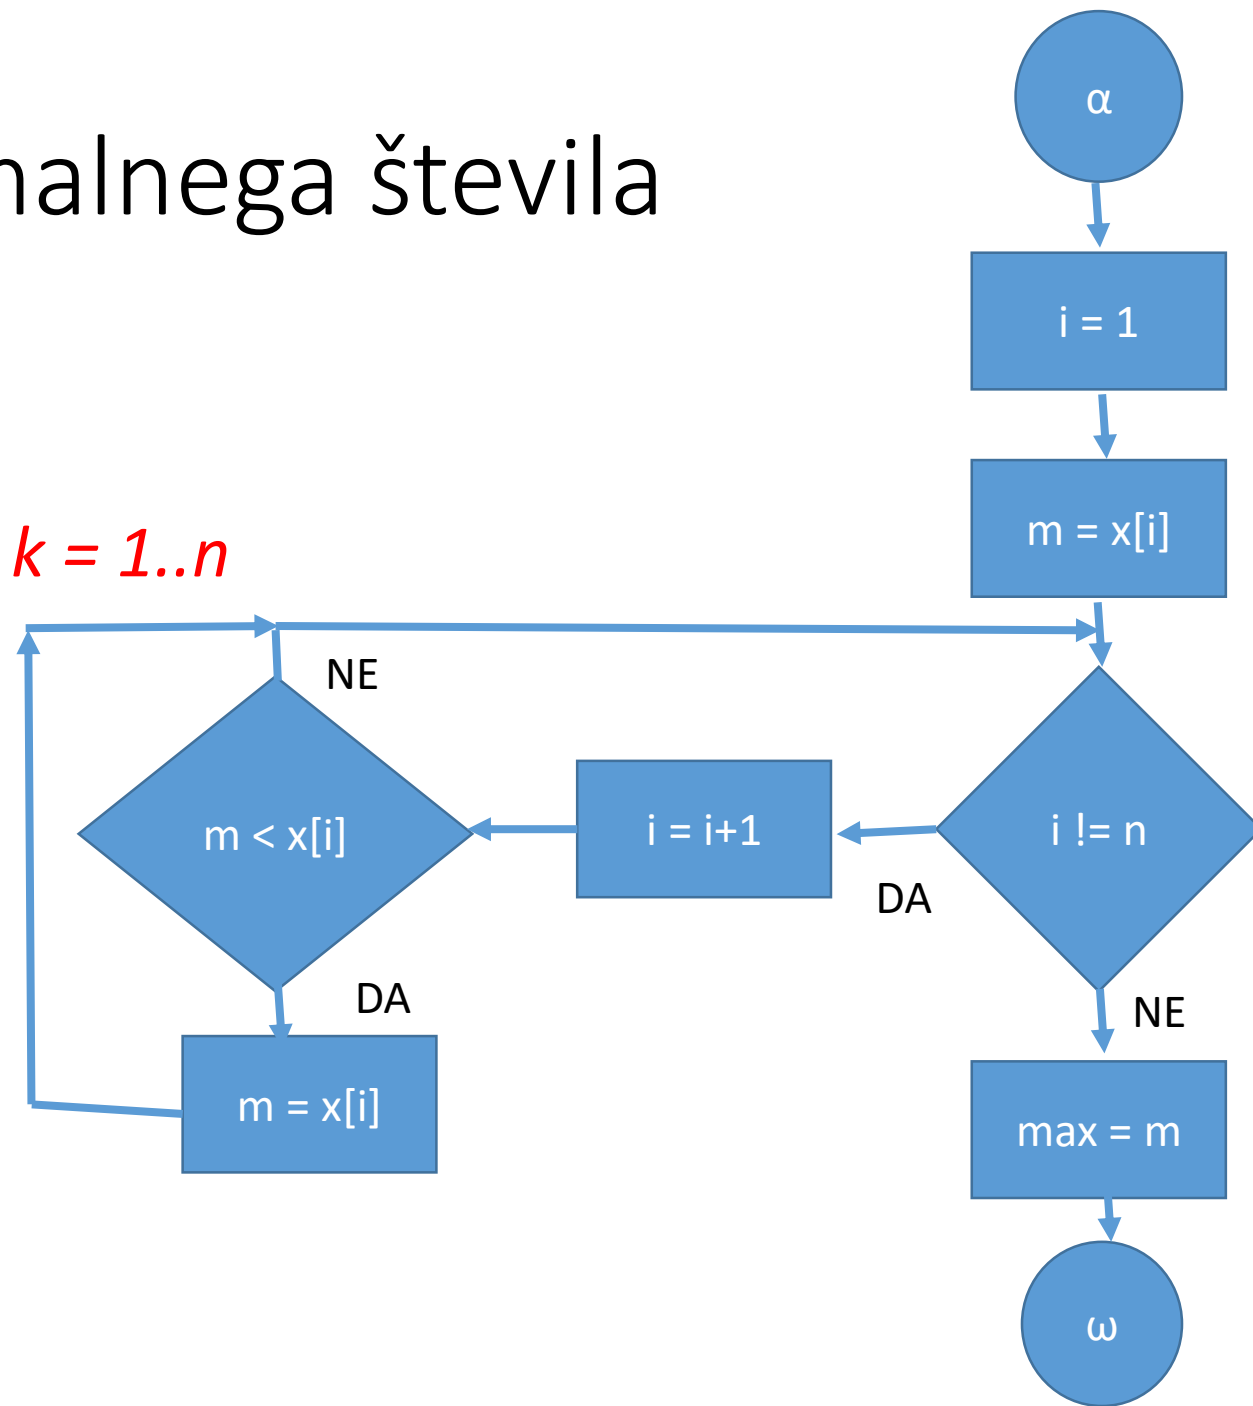 α
nalnega števila
i = 1
m = x[i]
k = 1..n
NE
m < x[i]
i = i+1
i != n
DA
DA
NE
m = x[i]
max = m
ω